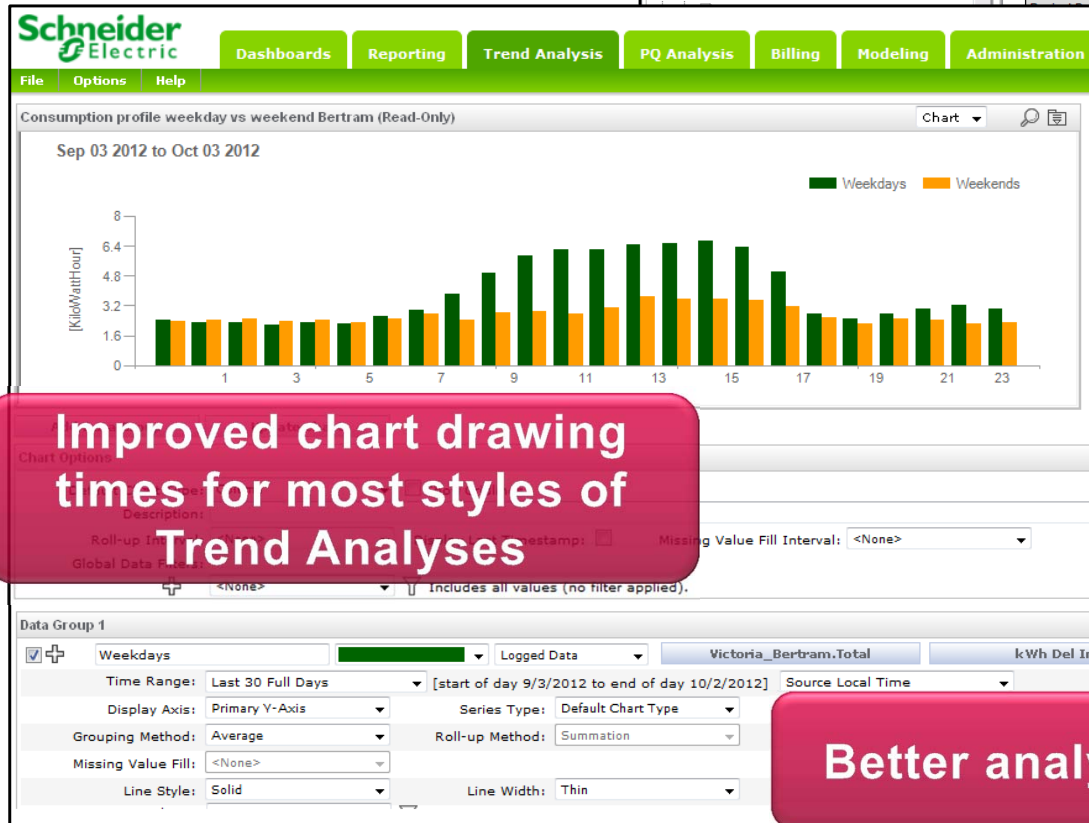 Schneider
Electric
Dashboards Reporting Trend Analysis PQ Analysis Billing Modeling Administration
File Options Help
Consumption profile weekday vs weekend Bertram (Read-Only) Chart
Sep 03 2012 to Oct 03 2012
Weekdays Weekends
[KiloWattHour]
8
6.4
4.8
3.2
1.6
0
1 3 5 7 9 11 13 15 17 19 21 23
Improved chart drawing
times for most styles of
Trend Analyses
Chart Options
Description:
Roll-up Missing Value Fill Interval: <None>
Global Data
<None> Includes all values (no filter applied).
Data Group 1
Weekdays Logged Data Victoria_Bertram.Total kWh Del
Time Range: Last 30 Full Days [start of day 9/3/2012 to end of day 10/2/2012] Source Local Time
Display Axis: Primary Y-Axis Series Type: Default Chart Type
Grouping Method: Average Roll-up Method: Summation
Missing Value Fill: <None>
Line Style: Solid Line Width: Thin
Better